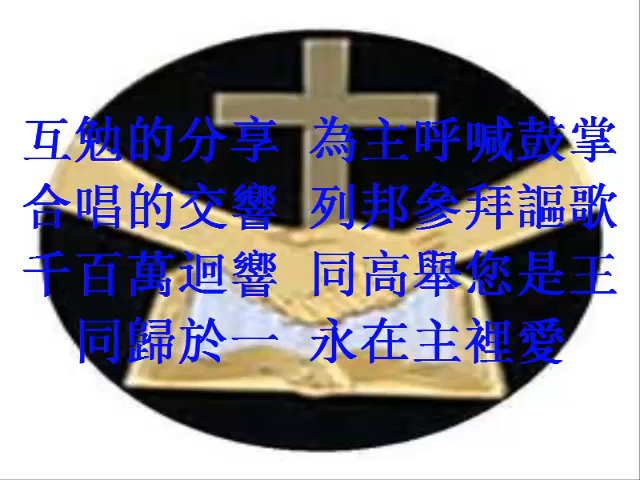 互勉的分享 為主呼喊鼓掌
合唱的交響 列邦參拜謳歌
千百萬迴響 同高舉您是王
同歸於一 永在主裡愛